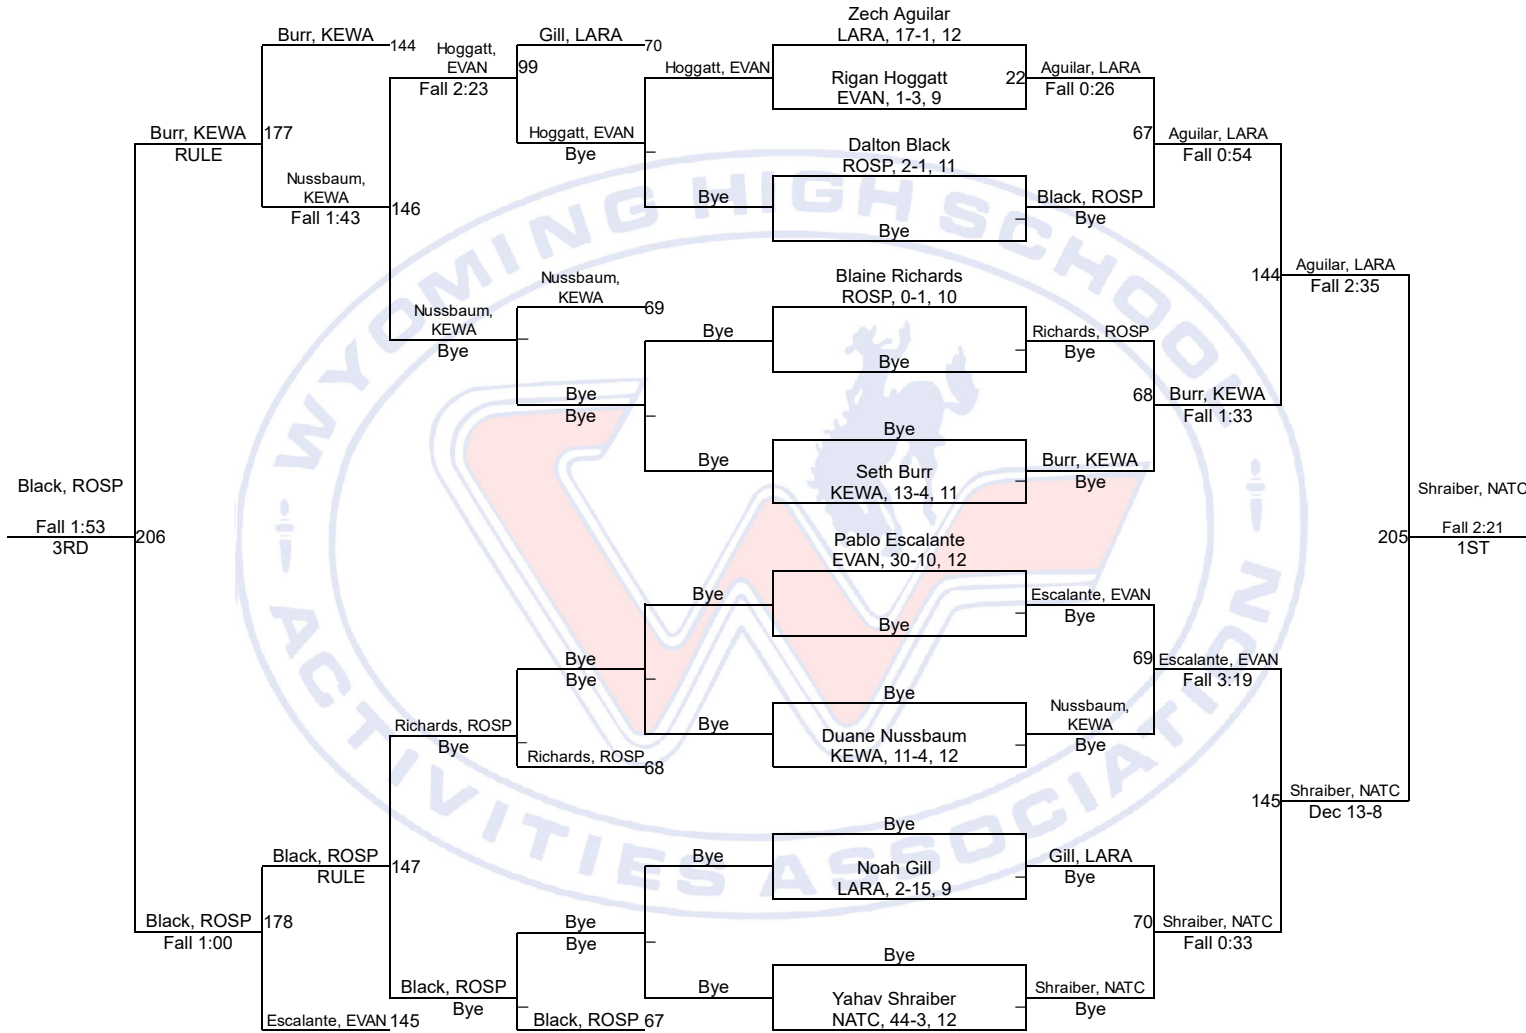 Zech Aguilar
LARA, 17-1, 12
Burr, KEWA
144
Hoggatt,
EVAN
Fall 2:23
99
Gill, LARA
70
Hoggatt, EVAN
Rigan Hoggatt
EVAN, 1-3, 9
22
Aguilar, LARA
Fall 0:26
Burr, KEWA
RULE
177
Hoggatt, EVAN
Bye
Dalton Black
ROSP, 2-1, 11
67
Aguilar, LARA
Fall 0:54
Nussbaum,
KEWA
Fall 1:43
146
Bye
Bye
Black, ROSP
Bye
Nussbaum,
KEWA
69
Blaine Richards
ROSP, 0-1, 10
144
Aguilar, LARA
Fall 2:35
Nussbaum,
KEWA
Bye
Bye
Bye
Richards, ROSP
Bye
Bye
Bye
68
Burr, KEWA
Fall 1:33
Bye
Bye
Seth Burr
KEWA, 13-4, 11
Burr, KEWA
Bye
Black, ROSP
Fall 1:53
3RD
206
Shraiber, NATC
205
Fall 2:21
1ST
Pablo Escalante
EVAN, 30-10, 12
Bye
Bye
Escalante, EVAN
Bye
Bye
Bye
69
Escalante, EVAN
Fall 3:19
Richards, ROSP
Bye
Richards, ROSP
68
Bye
Bye
Duane Nussbaum
KEWA, 11-4, 12
Nussbaum,
KEWA
Bye
145
Shraiber, NATC
Dec 13-8
Black, ROSP
RULE
147
Bye
Bye
Noah Gill
LARA, 2-15, 9
Gill, LARA
Bye
Black, ROSP
Fall 1:00
178
Bye
Bye
70
Shraiber, NATC
Fall 0:33
Black, ROSP
Bye
Bye
Bye
Yahav Shraiber
NATC, 44-3, 12
Shraiber, NATC
Bye
Escalante, EVAN
145
Black, ROSP
67
WYOMING HIGH SCHOOL
ACTIVITIES ASSOCIATION